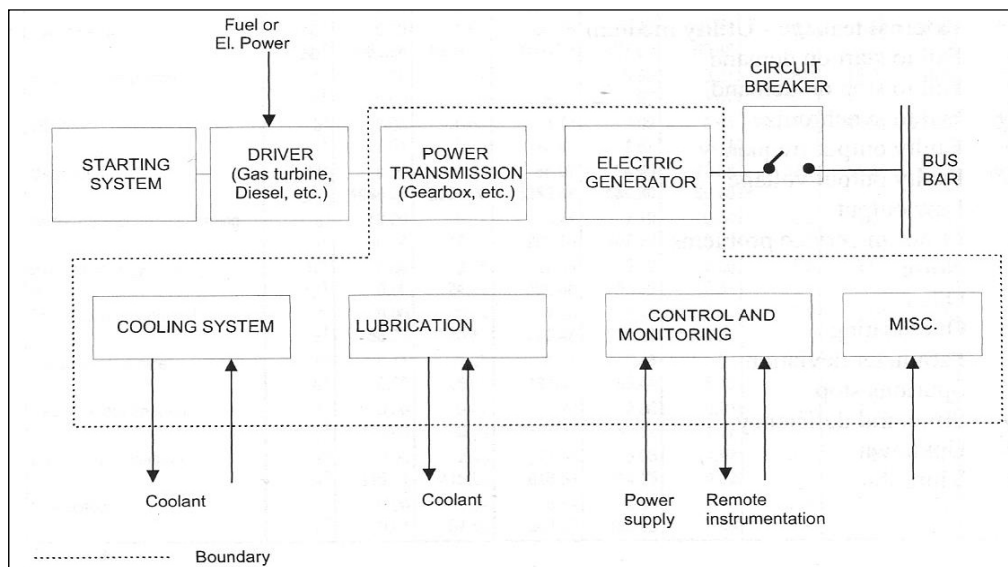 Fuel or
El. Power
CIRCUIT
BREAKER
STARTING
SYSTEM
DRIVER
(Gas turbine,
Diesel, etc.)
POWER
TRANSMISSION
(Gearbox, etc.)
ELECTRIC
GENERATOR
BUS
BAR
COOLING SYSTEM
LUBRICATION
CONTROL AND
MONITORING
MISC.
Coolant
Coolant
Power
supply
Remote
instrumentation
Boundary